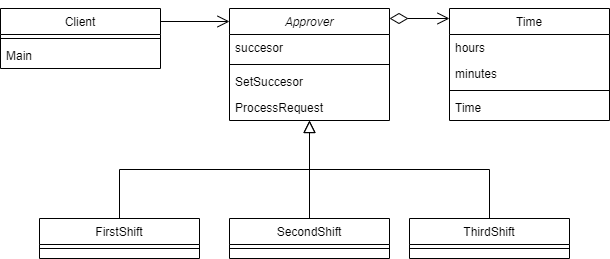 Client
Main
Approver
succesor
SetSuccesor
ProcessRequest
Time
hours
minutes
Time
FirstShift
SecondShift
ThirdShift